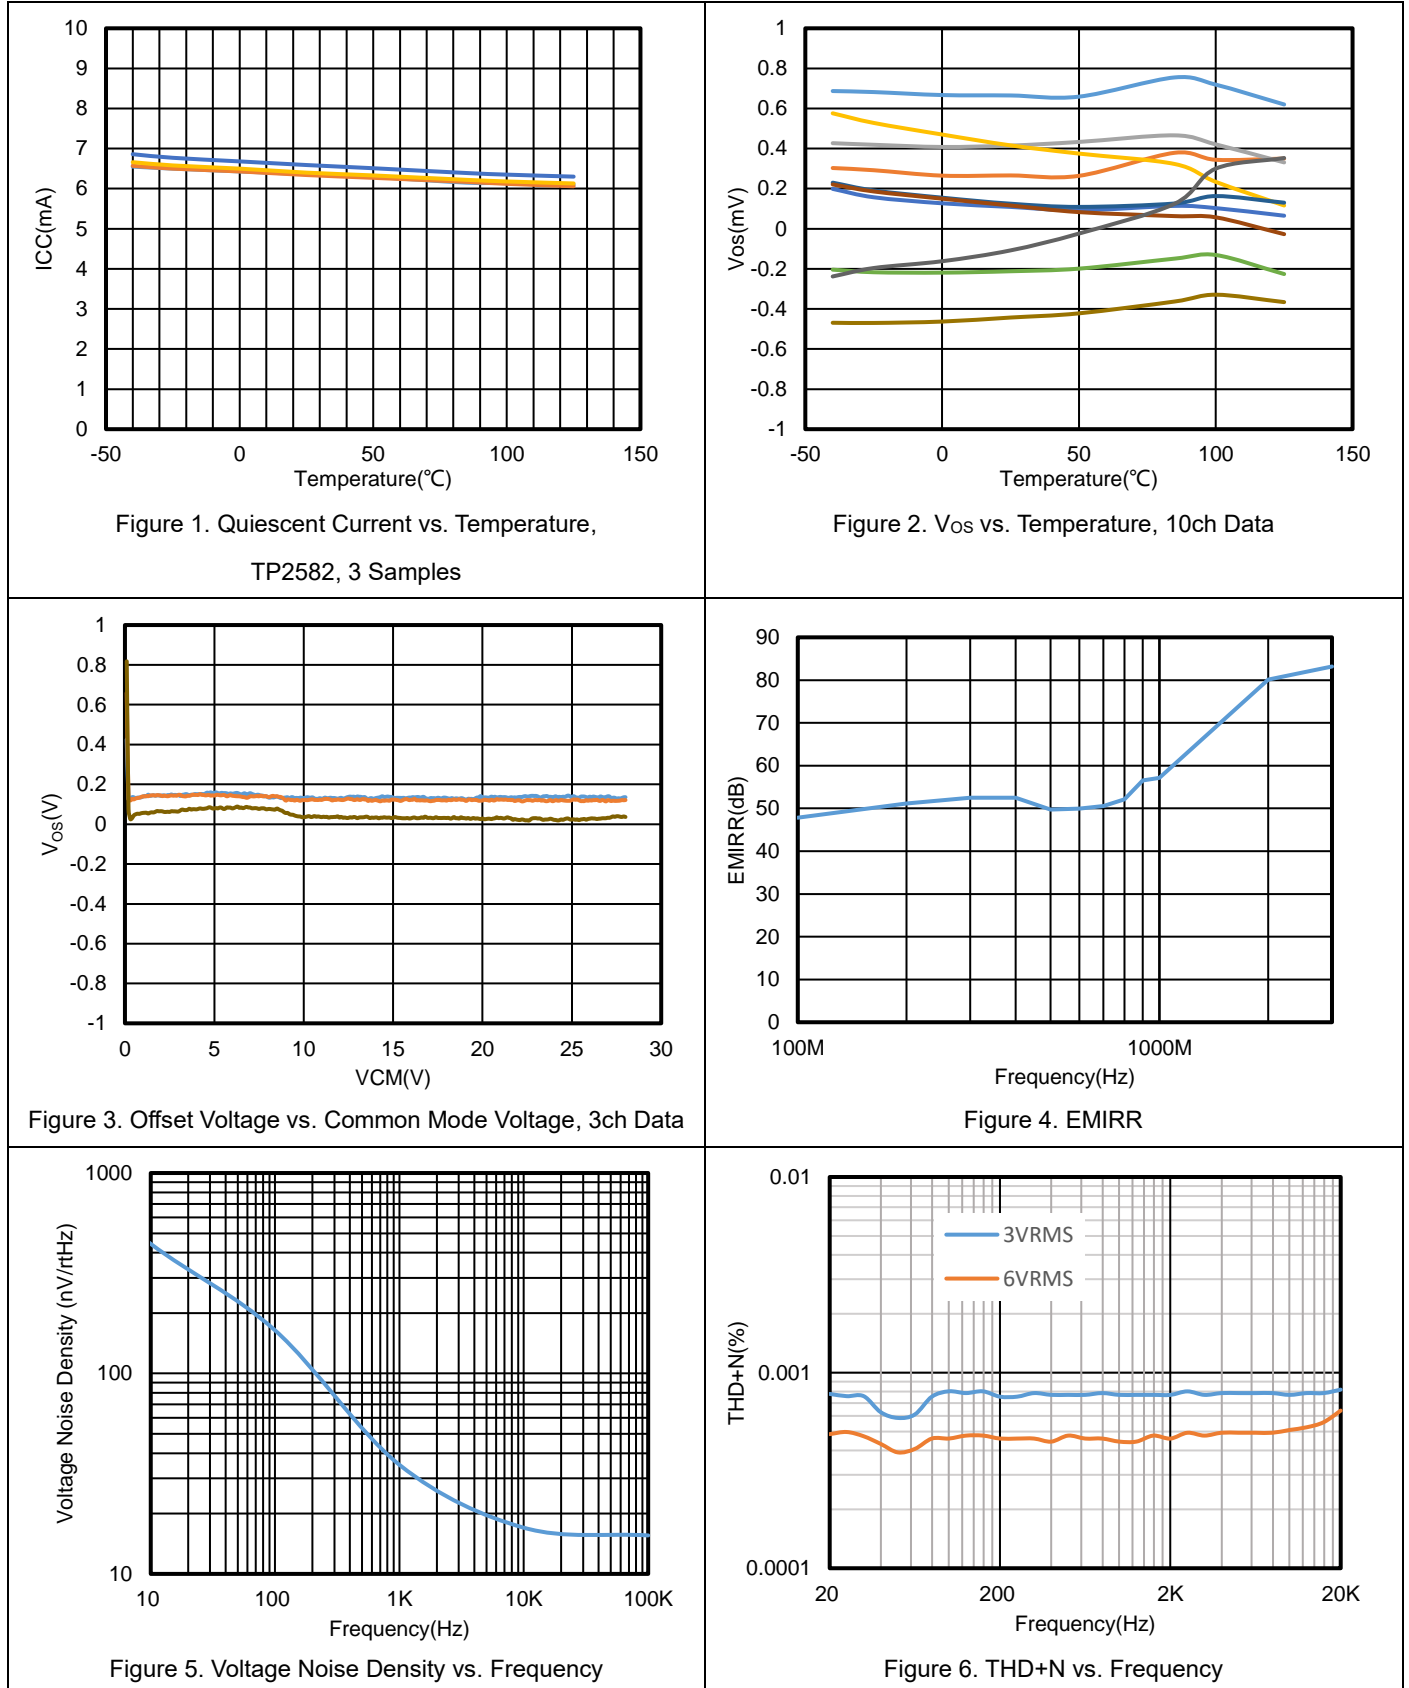 10
9
8
7
6
5
4
3
2
1
0
ICC(mA)
-50 0 50 100 150
Temperature(℃)
Figure 1. Quiescent Current vs. Temperature,
TP2582, 3 Samples
1
0.8
0.6
0.4
0.2
0
-0.2
-0.4
-0.6
-0.8
-1
Vos(mV)
-50 0 50 100 150
Temperature(℃)
Figure 2. VOS vs. Temperature, 10ch Data
1
0.8
0.6
0.4
0.2
0
-0.2
-0.4
-0.6
-0.8
-1
VOS(V)
0 5 10 15 20 25 30
VCM(V)
Figure 3. Offset Voltage vs. Common Mode Voltage, 3ch Data
90
80
70
60
50
40
30
20
10
0
EMIRR(dB)
100M 1000M
Frequency(Hz)
Figure 4. EMIRR
1000
100
10
Voltage Noise Density (nV/rtHz)
10 100 1K 10K 100K
Frequency(Hz)
Figure 5. Voltage Noise Density vs. Frequency
0.01
0.001
0.0001
THD+N(%)
3VRMS
6VRMS
20 200 2K 20K
Frequency(Hz)
Figure 6. THD+N vs. Frequency